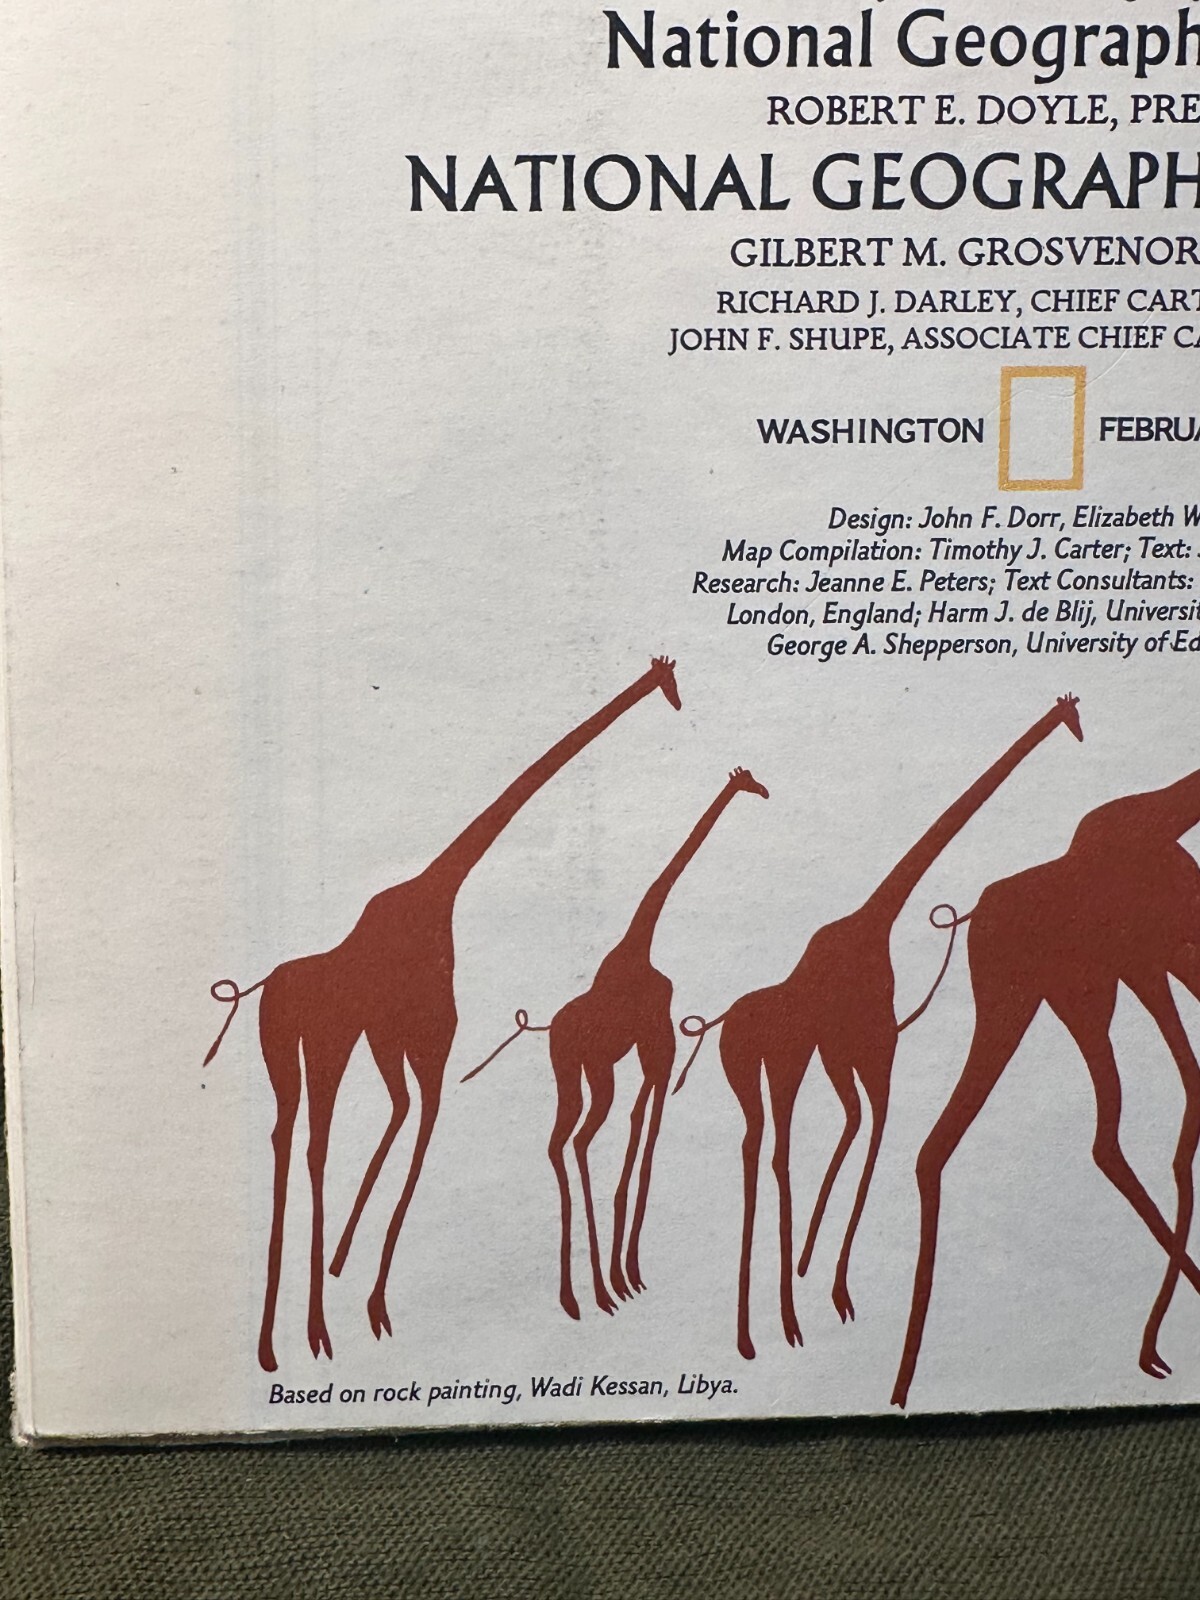 National Geograph
ROBERT E. DOYLE, PRE
NATIONAL GEOGRAPH
GILBERT M. GROSVENOR
RICHARD J. DARLEY, CHIEF CART
JOHN F. SHUPE, ASSOCIATE CHIEF CA
WASHINGTON FEBRUA
Design: John F. Dorr, Elizabeth W
Map Compilation: Timothy J. Carter; Text:
Research: Jeanne E. Peters; Text Consultants:
London, England; Harm J. de Blij, Universit
George A. Shepperson, University of Ed
Based on rock painting, Wadi Kessan, Libya.